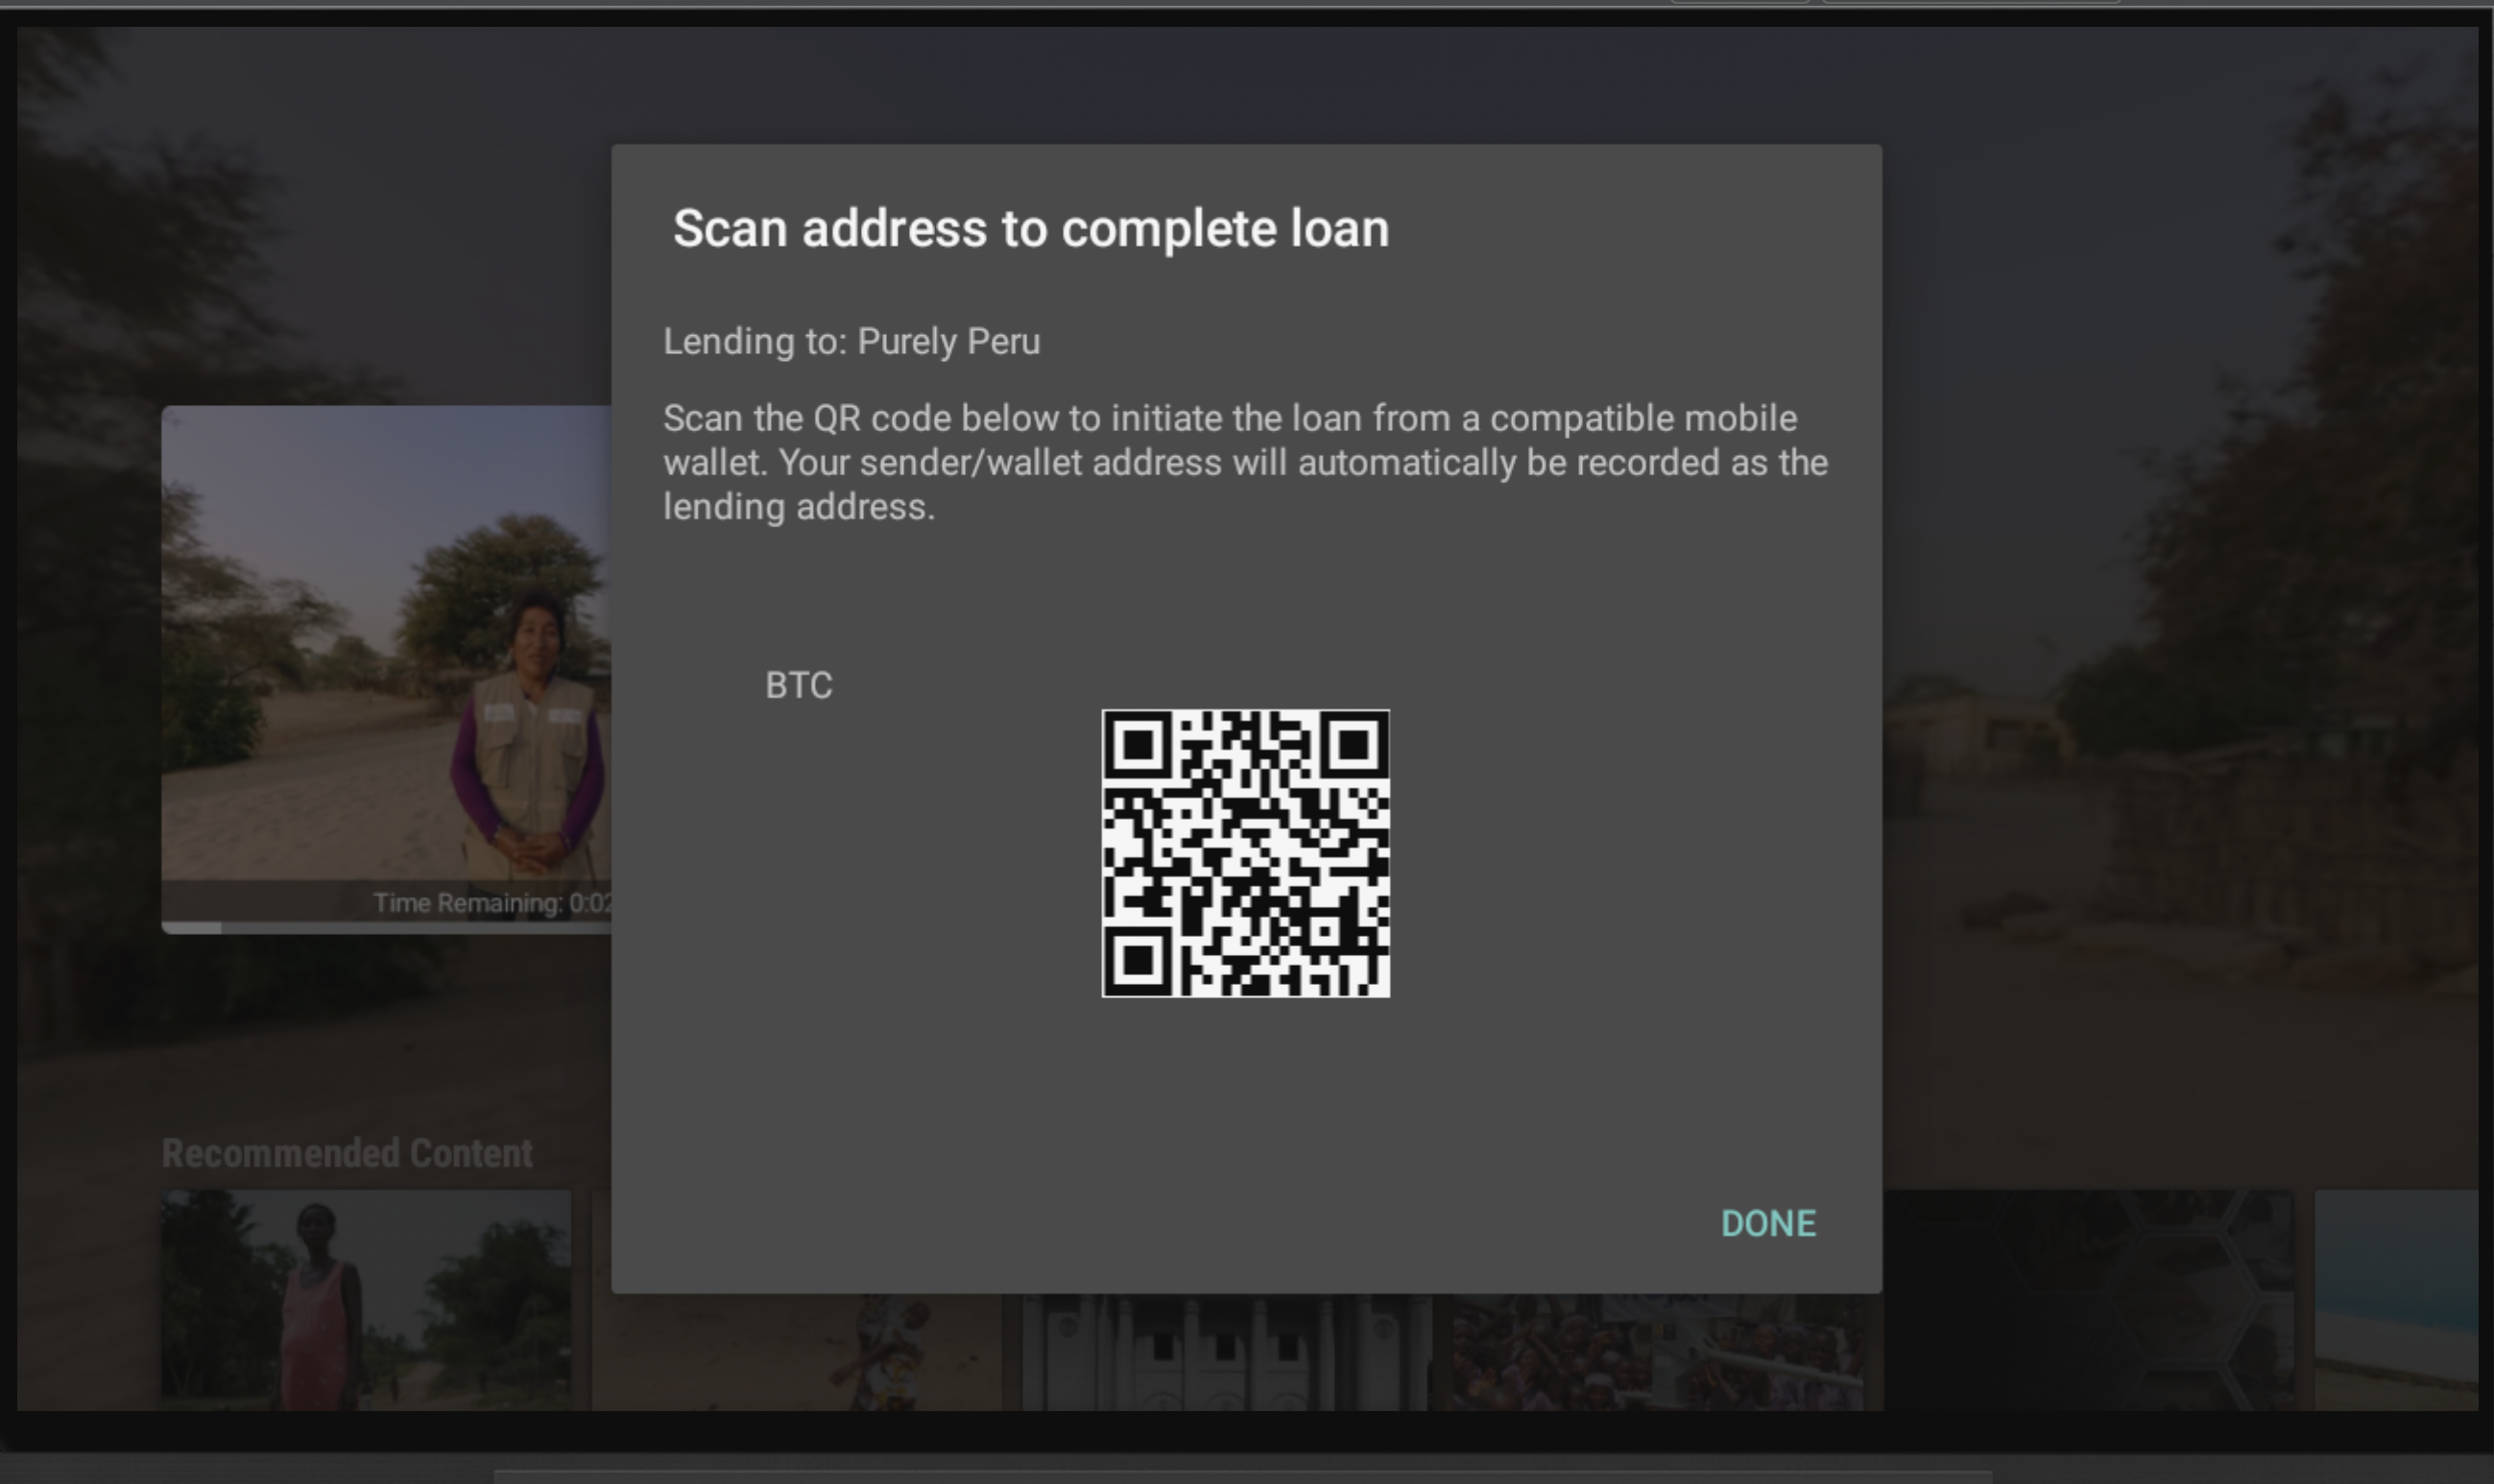 Scan address to complete loan
Lending to: Purely Peru
Scan the QR code below to initiate the loan from a compatible mobile
wallet. Your sender/wallet address will automatically be recorded as the
lending address.
BTC
Time Remaining: 0:02
Recommended Content
DONE